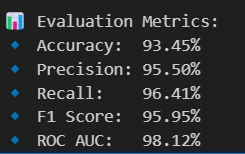 📊 Evaluation Metrics:
🔹 Accuracy: 93.45%
🔹 Precision: 95.50%
🔹 Recall: 96.41%
🔹 F1 Score: 95.95%
🔹 ROC AUC: 98.12%